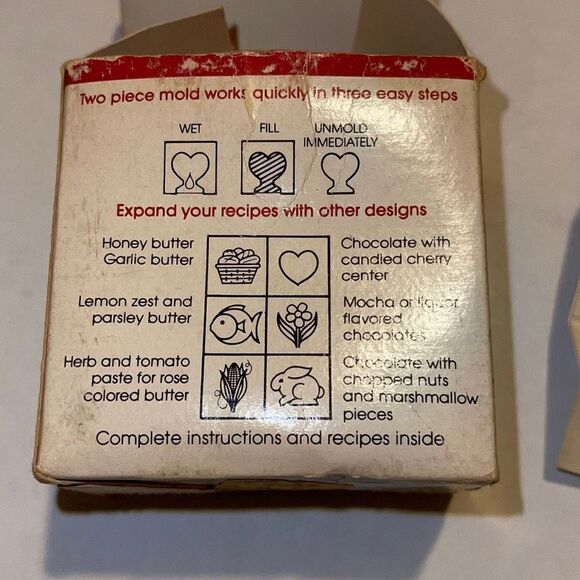 Two piece mold works quickly in three easy steps
WET
FILL
UNMOLD
IMMEDIATELY
Expand your recipes with other designs
Honey butter
Garlic butter
Chocolate with
candied cherry
center
Lemon zest and
parsley butter
Mocha or liquor
flavored
chocolates
Herb and tomato
paste for rose
colored butter
Chocolate with
chopped nuts
and marshmallow
pieces
Complete instructions and recipes inside